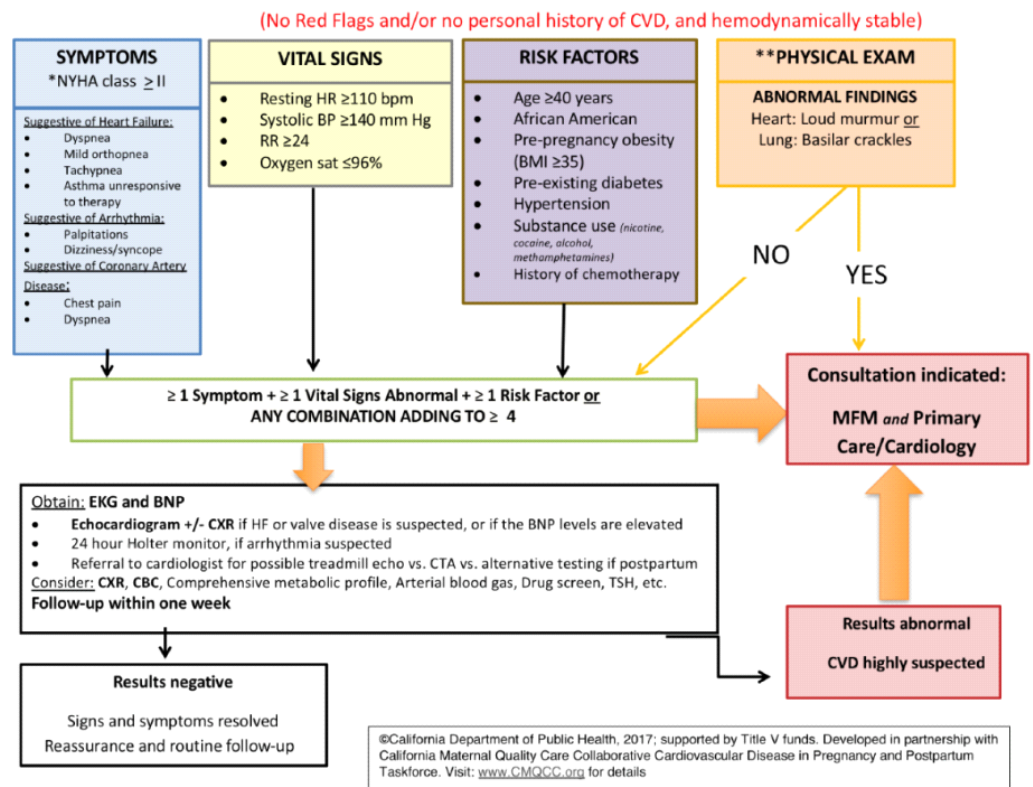 (No Red Flags and/or no personal history of CVD, and hemodynamically stable)
SYMPTOMS
*NYHA class ≥ II
Suggestive of Heart Failure:
• Dyspnea
• Mild orthopnea
• Tachypnea
• Asthma unresponsive
to therapy
Suggestive of Arrhythmia:
• Palpitations
• Dizziness/syncope
Suggestive of Coronary Artery
Disease:
• Chest pain
• Dyspnea
VITAL SIGNS
• Resting HR ≥110 bpm
• Systolic BP ≥140 mm Hg
• RR ≥24
• Oxygen sat ≤96%
RISK FACTORS
• Age ≥40 years
• African American
• Pre-pregnancy obesity
(BMI ≥35)
• Pre-existing diabetes
• Hypertension
• Substance use (nicotine,
cocaine, alcohol,
methamphetamines)
• History of chemotherapy
**PHYSICAL EXAM
ABNORMAL FINDINGS
Heart: Loud murmur or
Lung: Basilar crackles
NO
YES
≥ 1 Symptom + ≥ 1 Vital Signs Abnormal + ≥ 1 Risk Factor or
ANY COMBINATION ADDING TO ≥ 4
Consultation indicated:
MFM and Primary
Care/Cardiology
Obtain: EKG and BNP
• Echocardiogram +/- CXR if HF or valve disease is suspected, or if the BNP levels are elevated
• 24 hour Holter monitor, if arrhythmia suspected
• Referral to cardiologist for possible treadmill echo vs. CTA vs. alternative testing if postpartum
Consider: CXR, CBC, Comprehensive metabolic profile, Arterial blood gas, Drug screen, TSH, etc.
Follow-up within one week
Results abnormal
CVD highly suspected
Results negative
Signs and symptoms resolved
Reassurance and routine follow-up
©California Department of Public Health, 2017; supported by Title V funds. Developed in partnership with
California Maternal Quality Care Collaborative Cardiovascular Disease in Pregnancy and Postpartum
Taskforce. Visit: www.CMQCC.org for details